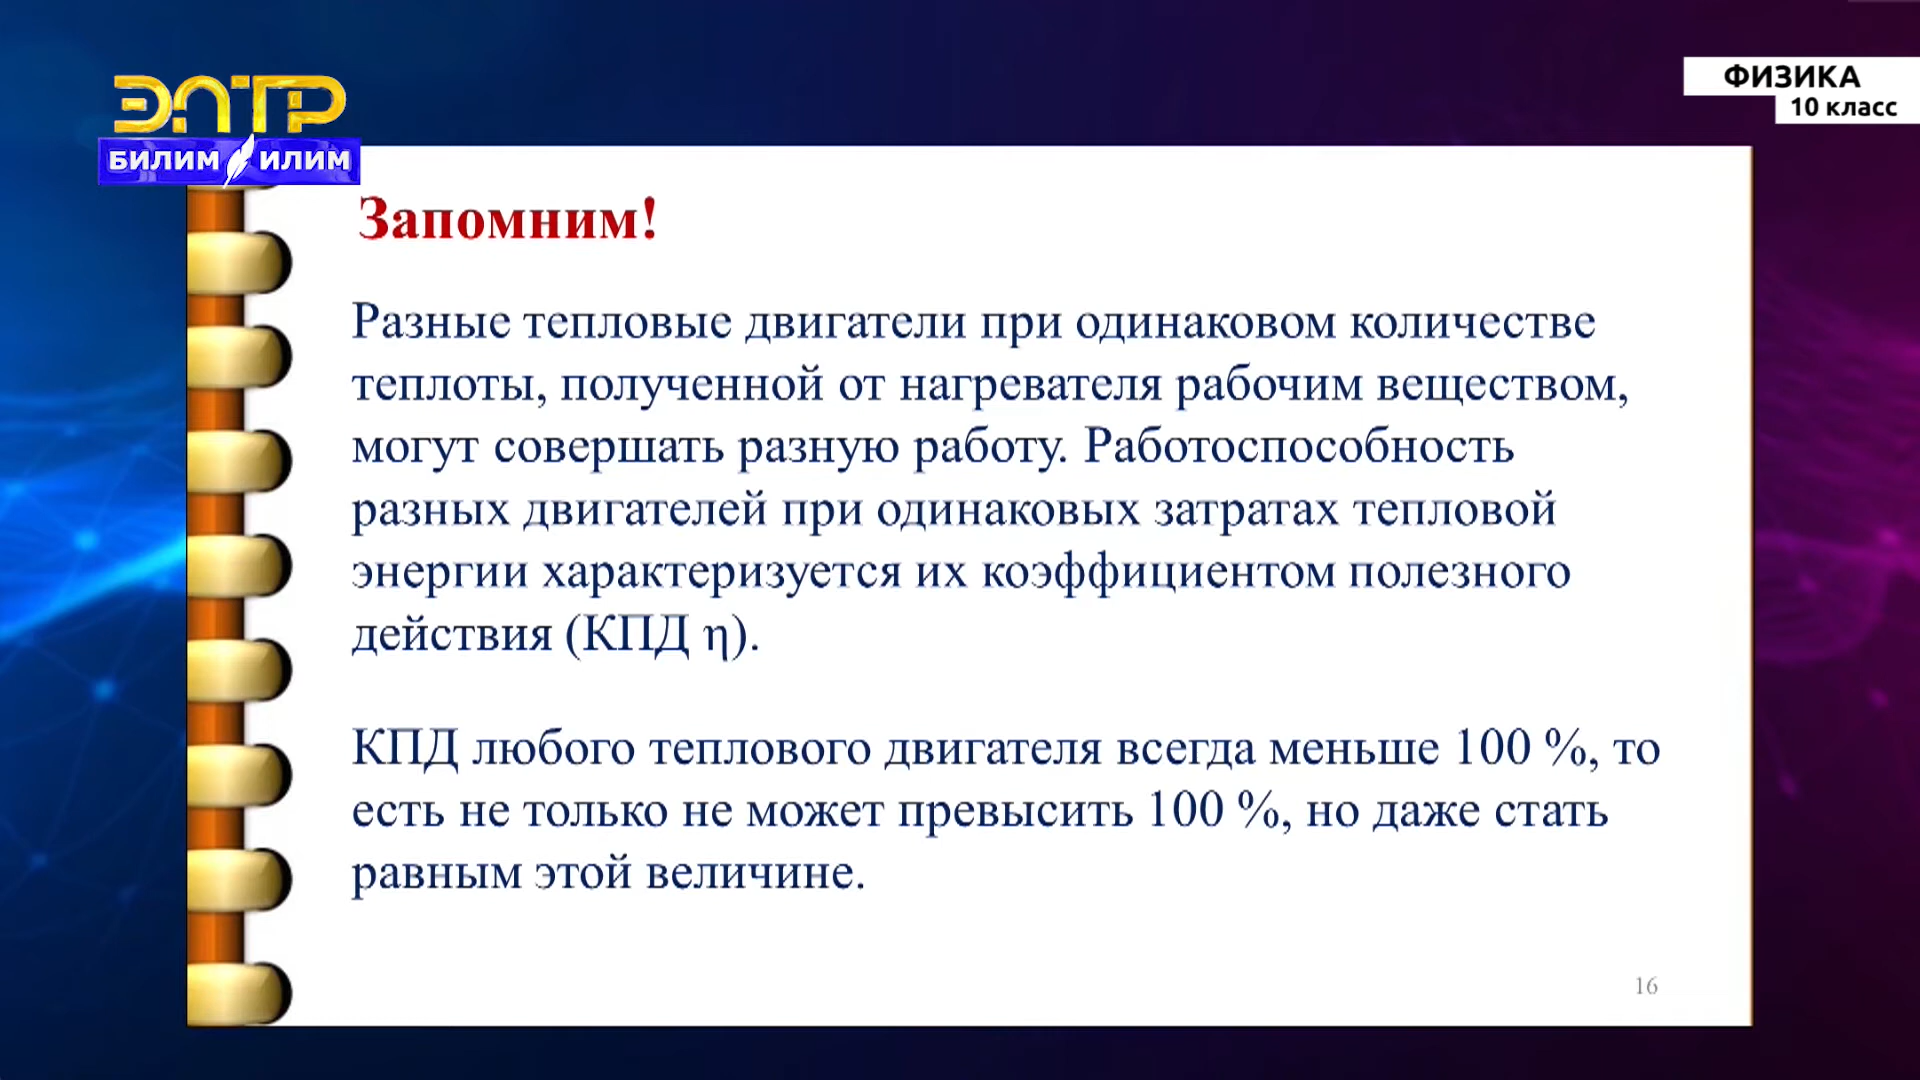 ЭЛТР
БИЛИМ ИЛИМ
ФИЗИКА
10 класс
Запомним!
Разные тепловые двигатели при одинаковом количестве
теплоты, полученной от нагревателя рабочим веществом,
могут совершать разную работу. Работоспособность
разных двигателей при одинаковых затратах тепловой
энергии характеризуется их коэффициентом полезного
действия (КПД η).
КПД любого теплового двигателя всегда меньше 100 %, то
есть не только не может превысить 100 %, но даже стать
равным этой величине.
16